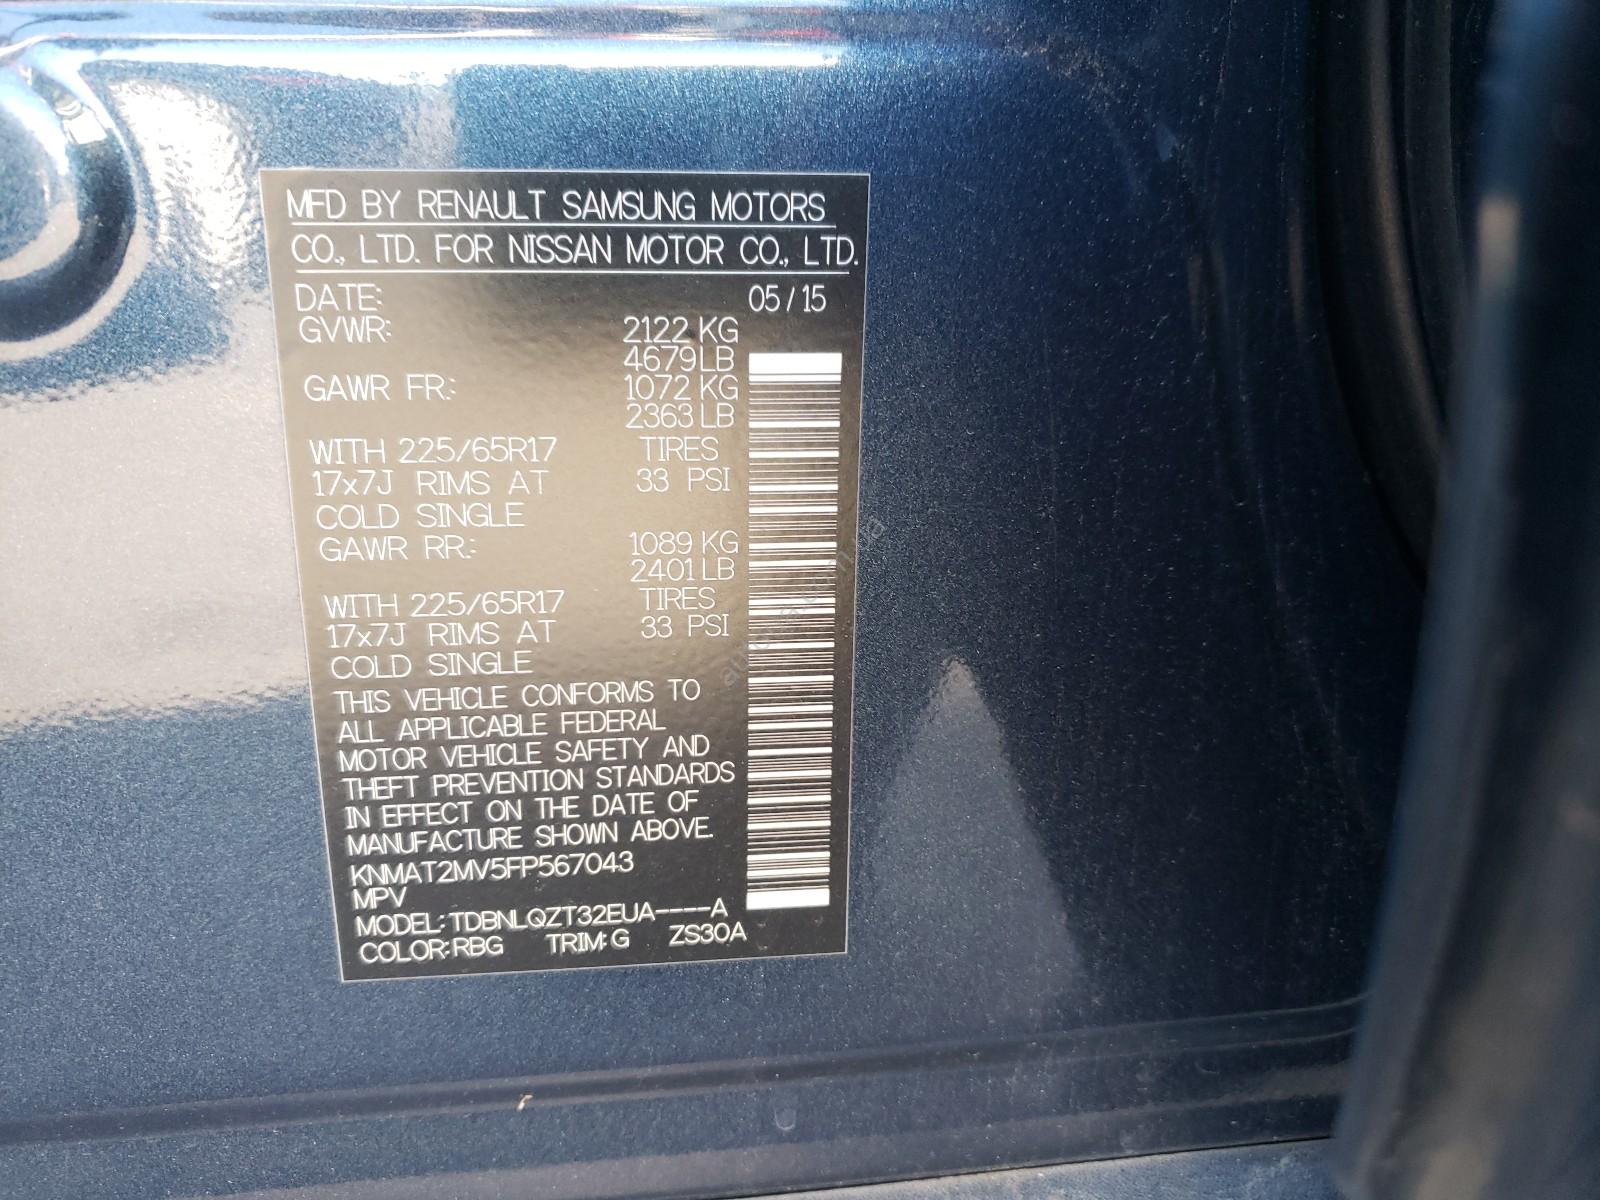 MFD BY RENAULT SAMSUNG MOTORS
CO., LTD. FOR NISSAN MOTOR CO., LTD.
DATE: 05/15
GVWR: 2122 KG
4679 LB
GAWR FR.: 1072 KG
2363 LB
WITH 225/65R17 TIRES
17x7J RIMS AT 33 PSI
COLD SINGLE
GAWR RR.: 1089 KG
2401 LB
WITH 225/65R17 TIRES
17x7J RIMS AT 33 PSI
COLD SINGLE
THIS VEHICLE CONFORMS TO
ALL APPLICABLE FEDERAL
MOTOR VEHICLE SAFETY AND
THEFT PREVENTION STANDARDS
IN EFFECT ON THE DATE OF
MANUFACTURE SHOWN ABOVE.
KNMAT2MV5FP567043
MPV
MODEL: TDBNLQZT32EUA----A
COLOR: RBG TRIM: G ZS30A